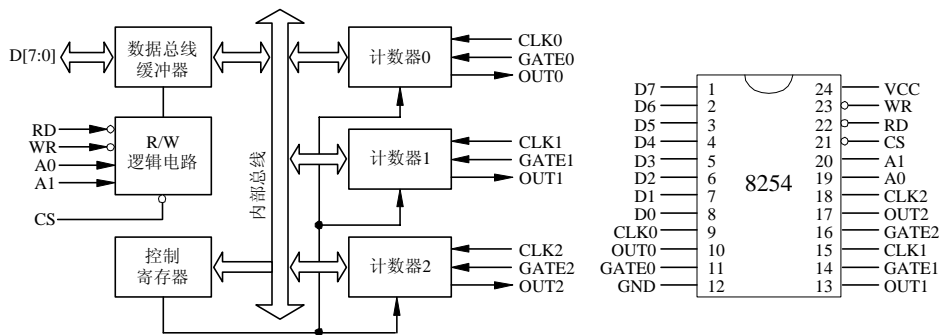 D[7:0]
数据总线
缓冲器
RD
WR
A0
A1
R/W
逻辑电路
CS
控制
寄存器
内部总线
计数器0
CLK0
GATE0
OUT0
计数器1
CLK1
GATE1
OUT1
计数器2
CLK2
GATE2
OUT2
8254
D7 1 24 VCC
D6 2 23 WR
D5 3 22 RD
D4 4 21 CS
D3 5 20 A1
D2 6 19 A0
D1 7 18 CLK2
D0 8 17 OUT2
CLK0 9 16 GATE2
OUT0 10 15 CLK1
GATE0 11 14 GATE1
GND 12 13 OUT1